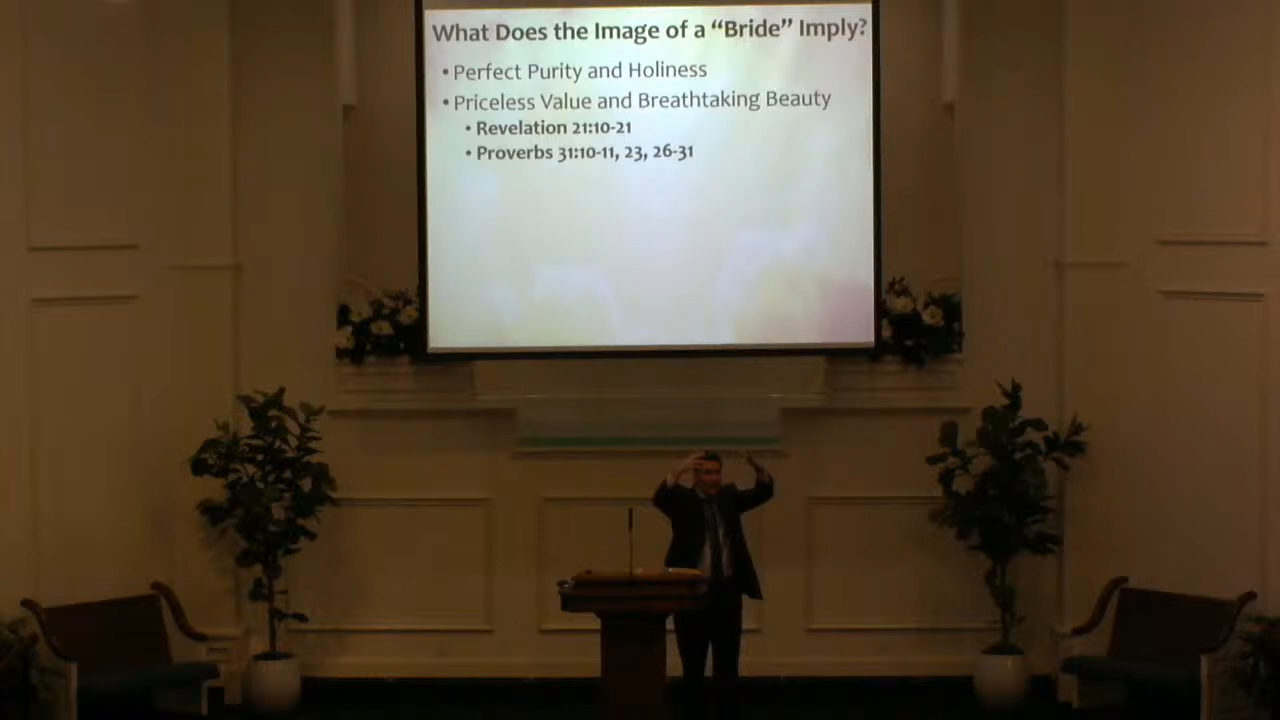 What Does the Image of a “Bride” Imply?
• Perfect Purity and Holiness
• Priceless Value and Breathtaking Beauty
• Revelation 21:10-21
• Proverbs 31:10-11, 23, 26-31